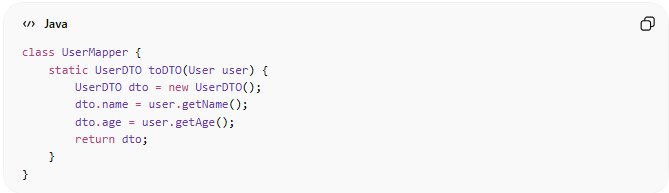 Java
class UserMapper {
    static UserDTO toDTO(User user) {
        UserDTO dto = new UserDTO();
        dto.name = user.getName();
        dto.age = user.getAge();
        return dto;
    }
}